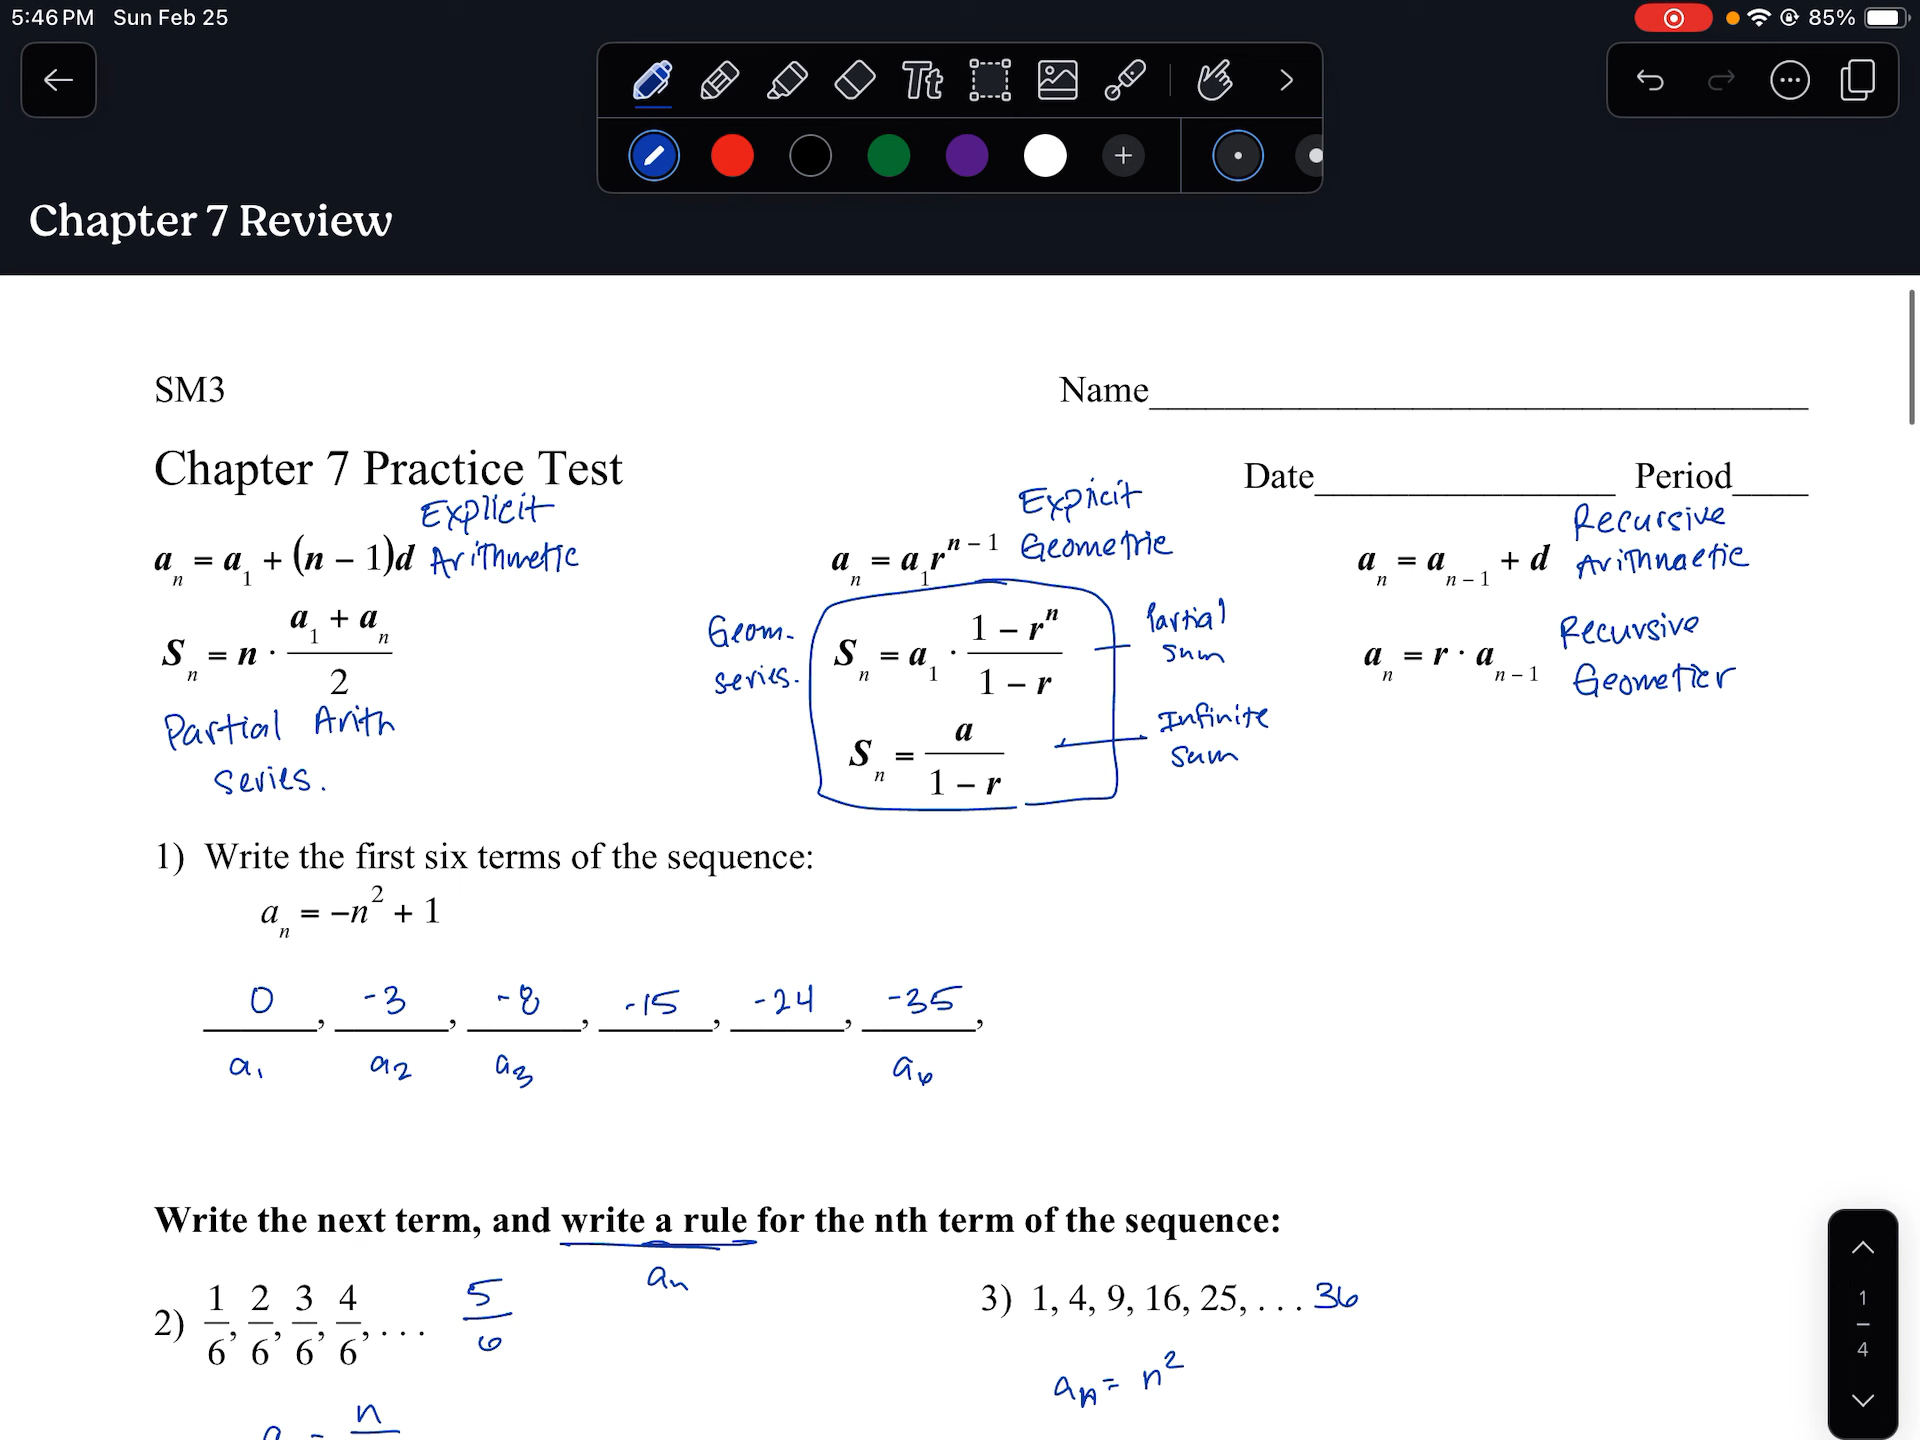 5:46 PM Sun Feb 25
85%
Tt
Chapter 7 Review
SM3
Name
Chapter 7 Practice Test
Date Period
Explicit
Arithmetic
aₙ = a₁ + (n − 1)d
Expicit
Geometric
aₙ = a₁rⁿ⁻¹
Recursive
Arithmaetic
aₙ = aₙ₋₁ + d
Sₙ = n · (a₁ + aₙ)/2
Partial Arith
series.
Geom.
series.
Sₙ = a₁ · (1 − rⁿ)/(1 − r)
Partial
sum
Recursive
Geometier
aₙ = r · aₙ₋₁
Sₙ = a/(1 − r)
Infinite
sum
1) Write the first six terms of the sequence:
aₙ = −n² + 1
0, -3, -8, -15, -24, -35,
a₁ a₂ a₃ a₆
Write the next term, and write a rule for the nth term of the sequence:
aₙ
2) 1/6, 2/6, 3/6, 4/6, . . . 5/6
3) 1, 4, 9, 16, 25, . . . 36
aₙ = n²
a = n
1
4